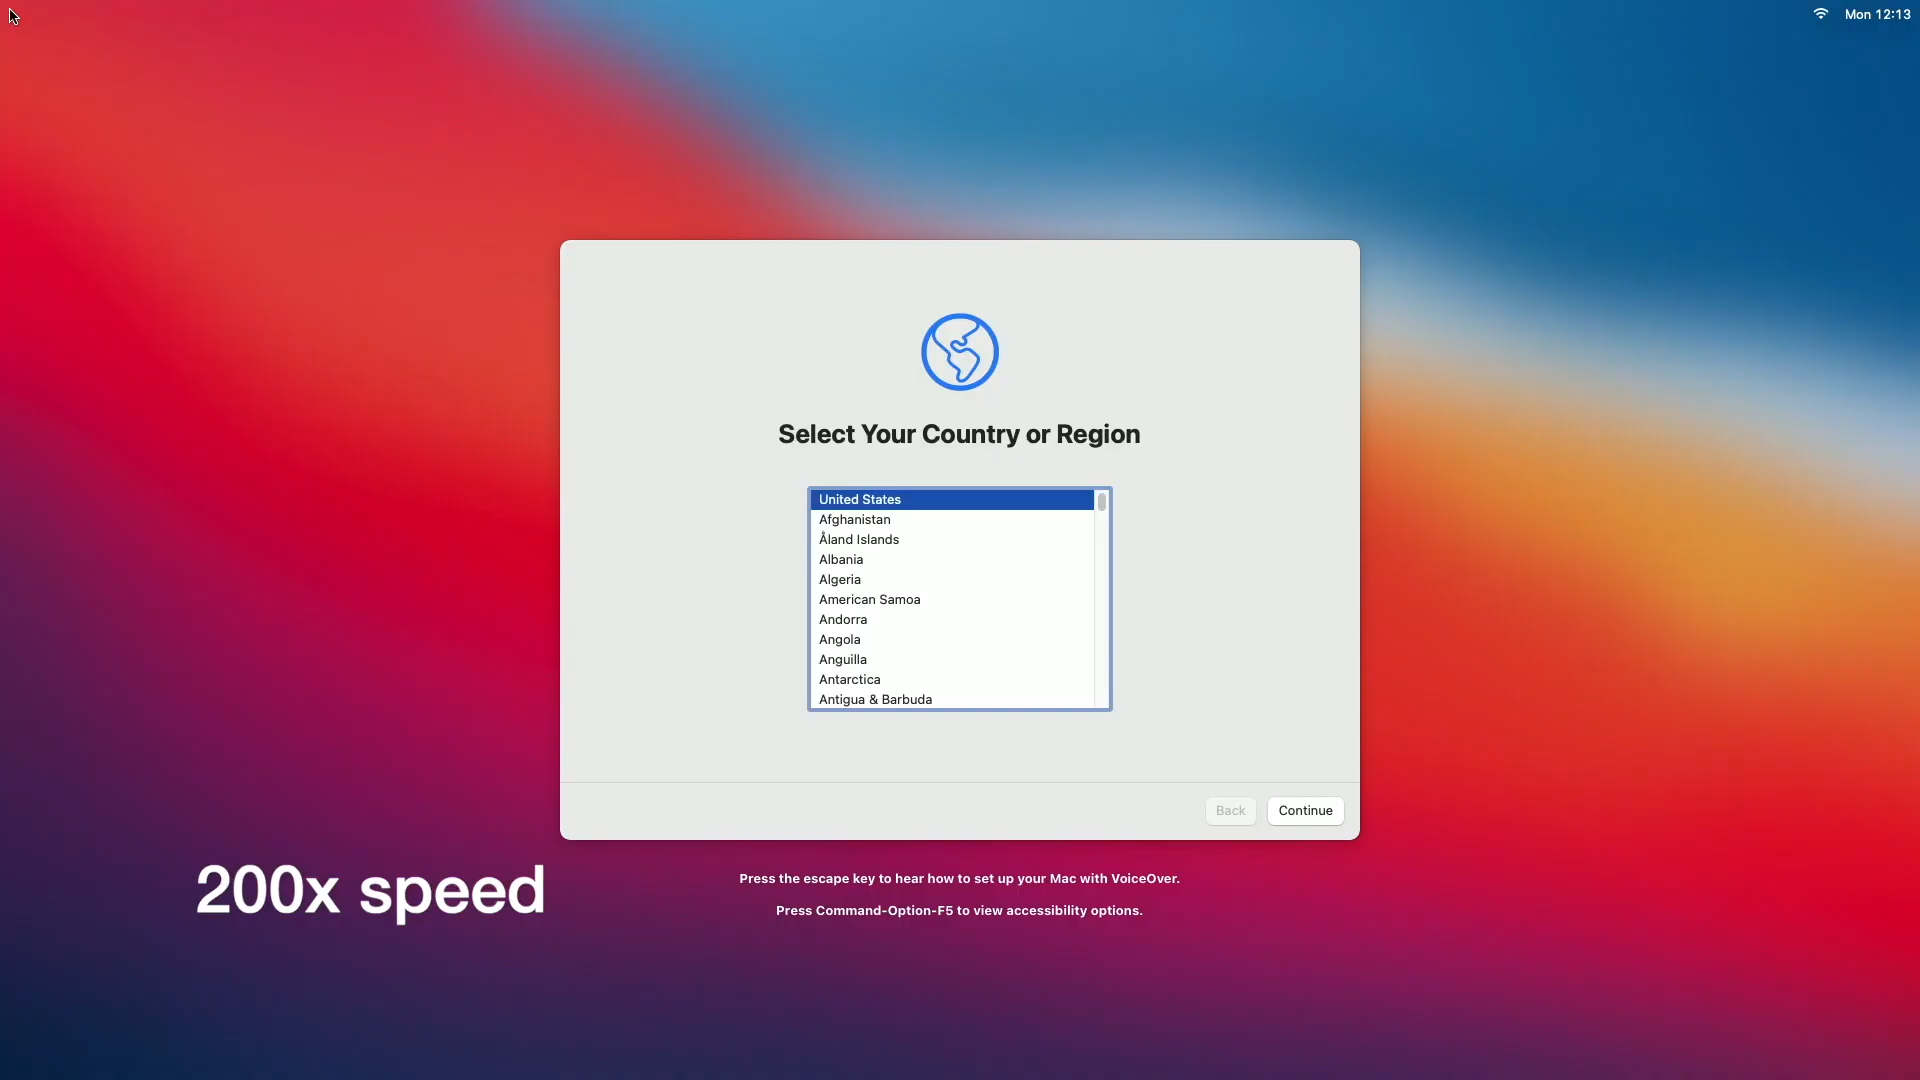 Mon 12:13
Select Your Country or Region
United States
Afghanistan
Åland Islands
Albania
Algeria
American Samoa
Andorra
Angola
Anguilla
Antarctica
Antigua & Barbuda
Back
Continue
200x speed
Press the escape key to hear how to set up your Mac with VoiceOver.
Press Command-Option-F5 to view accessibility options.